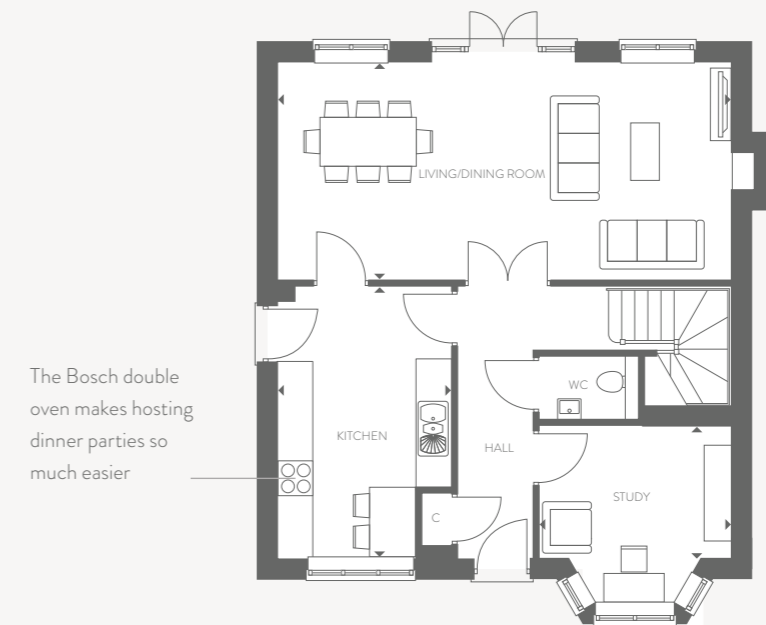 LIVING/DINING ROOM
The Bosch double
oven makes hosting
dinner parties so
much easier
WC
KITCHEN
HALL
STUDY
C